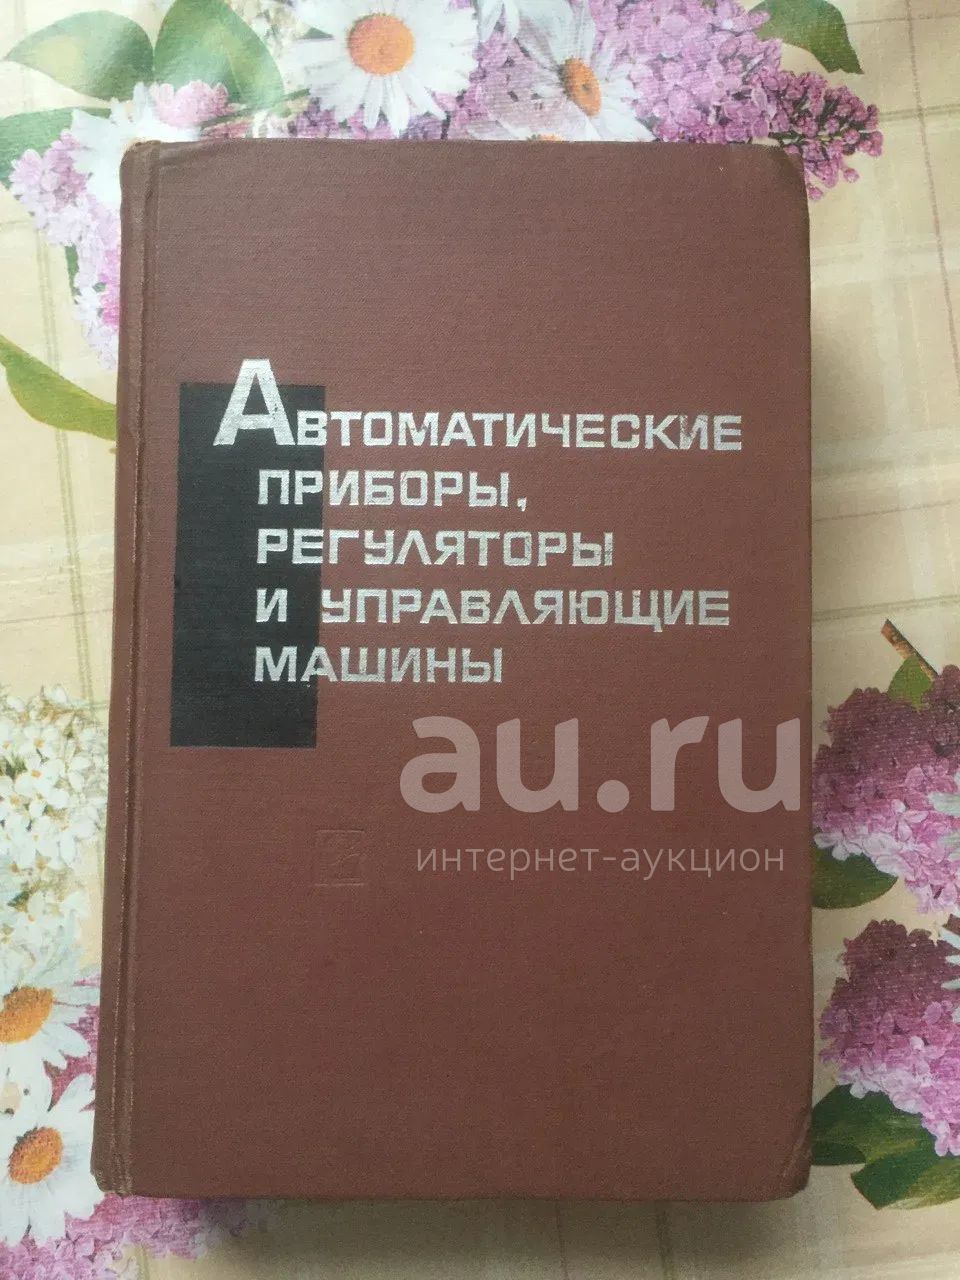 Автоматические
приборы,
регуляторы
и управляющие
машины
au.ru
интернет-аукцион